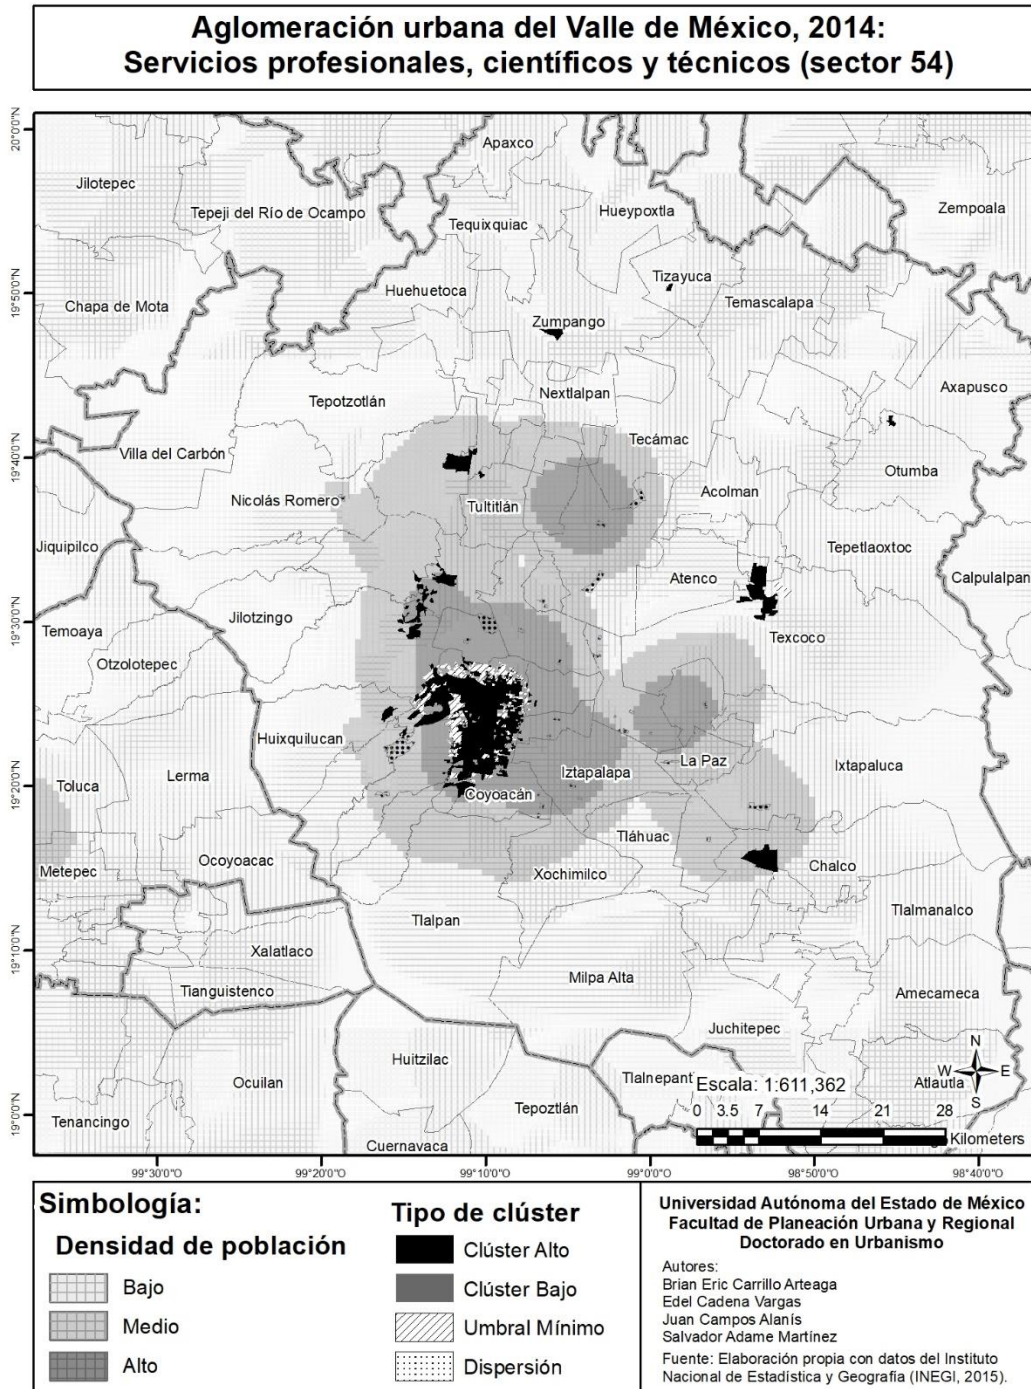 Aglomeración urbana del Valle de México, 2014:
Servicios profesionales, científicos y técnicos (sector 54)
20°0'0"N
19°50'0"N
19°40'0"N
19°30'0"N
19°20'0"N
19°10'0"N
19°0'0"N
Apaxco
Jilotepec
Tepeji del Río de Ocampo
Hueypoxtla
Zempoala
Tequixquiac
Tizayuca
Huehuetoca
Chapa de Mota
Temascalapa
Zumpango
Nextlalpan
Axapusco
Tepotzotlán
Tecámac
Villa del Carbón
Otumba
Nicolás Romero
Tultitlán
Acolman
Jiquipilco
Tepetlaoxtoc
Atenco
Calpulalpan
Jilotzingo
Temoaya
Texcoco
Otzolotepec
Huixquilucan
La Paz
Ixtapaluca
Lerma
Iztapalapa
Toluca
Coyoacán
Tláhuac
Ocoyoacac
Metepec
Chalco
Xochimilco
Tlalpan
Tlalmanalco
Xalatlaco
Milpa Alta
Tianguistenco
Amecameca
Juchitepec
Huitzilac
Ocuilan
Tlalnepant
Atlautla
Tepoztlán
Tenancingo
Cuernavaca
N
W E
S
Escala: 1:611,362
0 3.5 7 14 21 28
Kilometers
99°30'0"O 99°20'0"O 99°10'0"O 99°0'0"O 98°50'0"O 98°40'0"O
Simbología:
Densidad de población
Bajo
Medio
Alto
Tipo de clúster
Clúster Alto
Clúster Bajo
Umbral Mínimo
Dispersión
Universidad Autónoma del Estado de México
Facultad de Planeación Urbana y Regional
Doctorado en Urbanismo
Autores:
Brian Eric Carrillo Arteaga
Edel Cadena Vargas
Juan Campos Alanís
Salvador Adame Martínez
Fuente: Elaboración propia con datos del Instituto
Nacional de Estadistica y Geografía (INEGI, 2015).